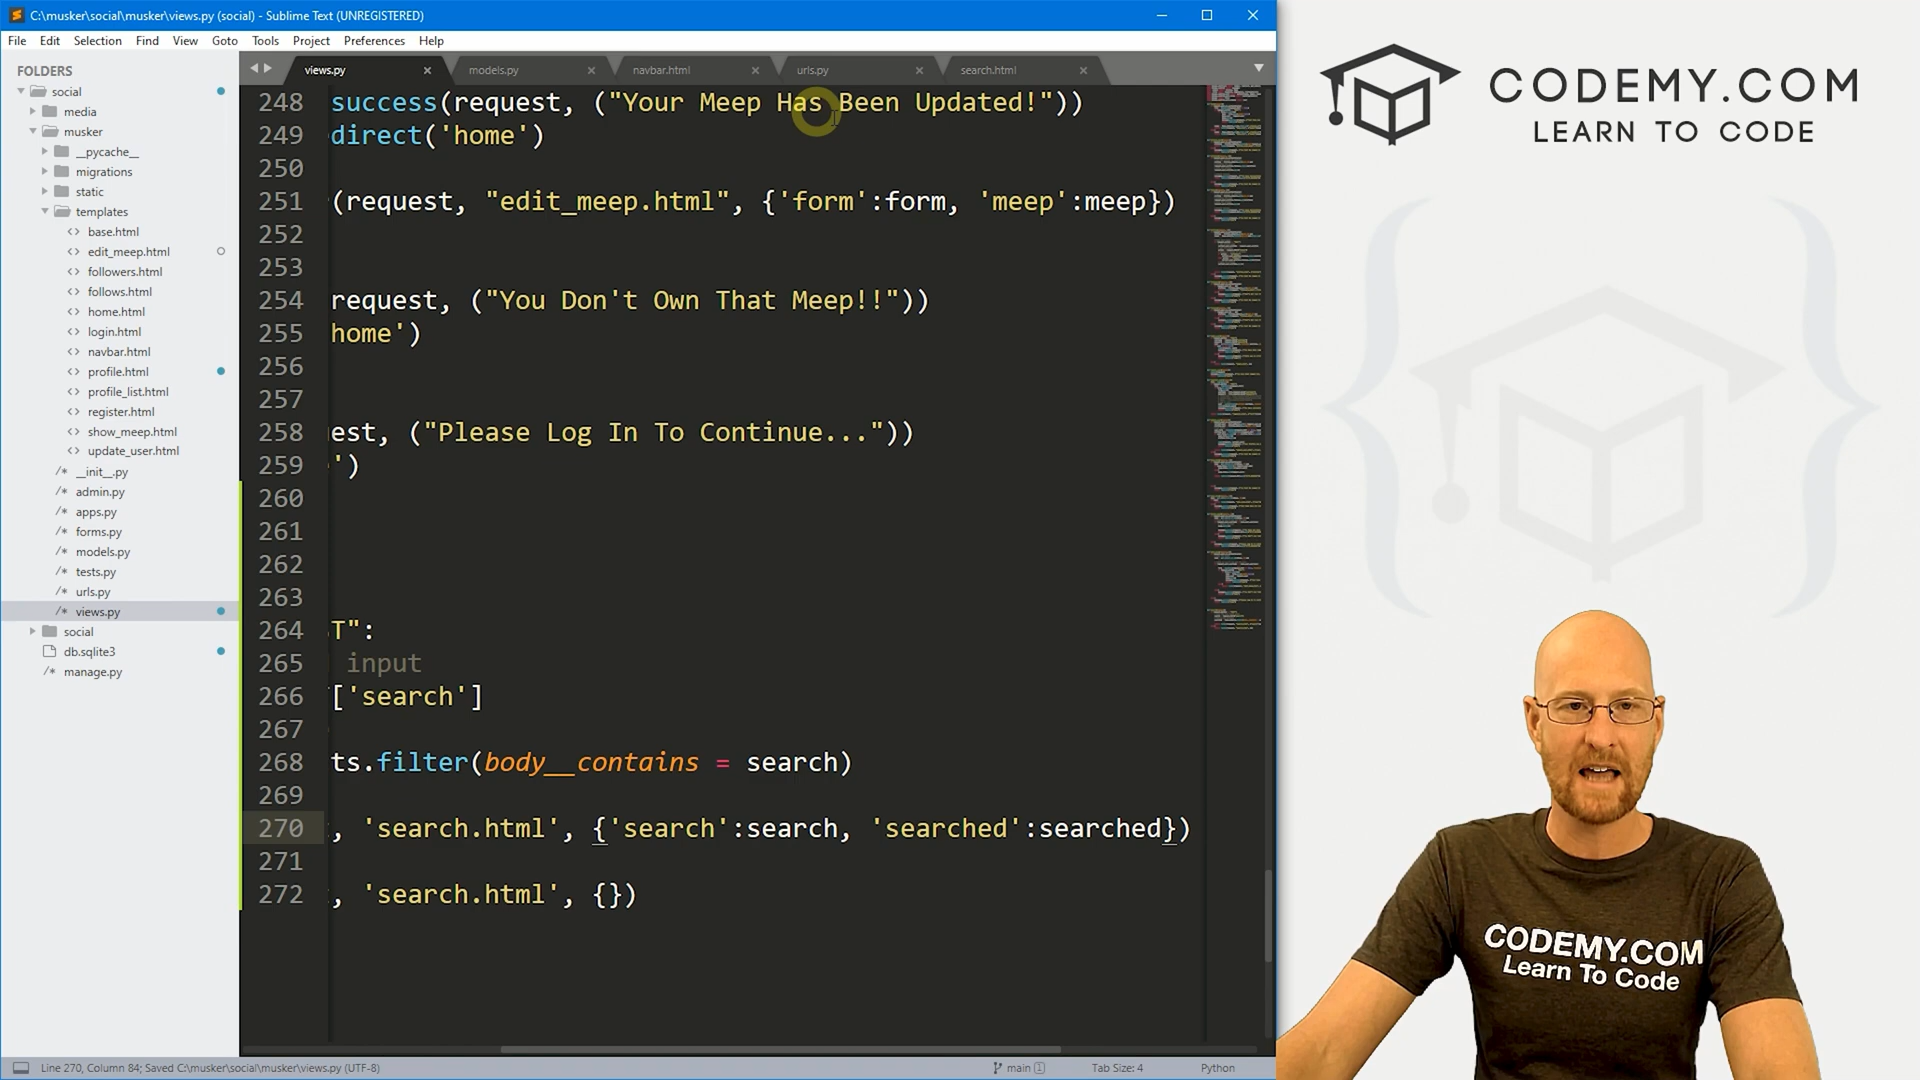 C:\musker\social\musker\views.py (social) - Sublime Text (UNREGISTERED)
File Edit Selection Find View Goto Tools Project Preferences Help
FOLDERS
social
media
musker
__pycache__
migrations
static
templates
base.html
edit_meep.html
followers.html
follows.html
home.html
login.html
navbar.html
profile.html
profile_list.html
register.html
show_meep.html
update_user.html
__init__.py
admin.py
apps.py
forms.py
models.py
tests.py
urls.py
views.py
social
db.sqlite3
manage.py
views.py models.py navbar.html urls.py search.html
248 success(request, ("Your Meep Has Been Updated!"))
249 direct('home')
250
251 (request, "edit_meep.html", {'form':form, 'meep':meep})
252
253
254 request, ("You Don't Own That Meep!!"))
255 home')
256
257
258 est, ("Please Log In To Continue..."))
259 ')
260
261
262
263
264 T":
265 input
266 ['search']
267
268 ts.filter(body__contains = search)
269
270 , 'search.html', {'search':search, 'searched':searched})
271
272 , 'search.html', {})
Line 270, Column 84; Saved C:\musker\social\musker\views.py (UTF-8)
main 1
Tab Size: 4
Python
CODEMY.COM
LEARN TO CODE
CODEMY.COM
Learn To Code